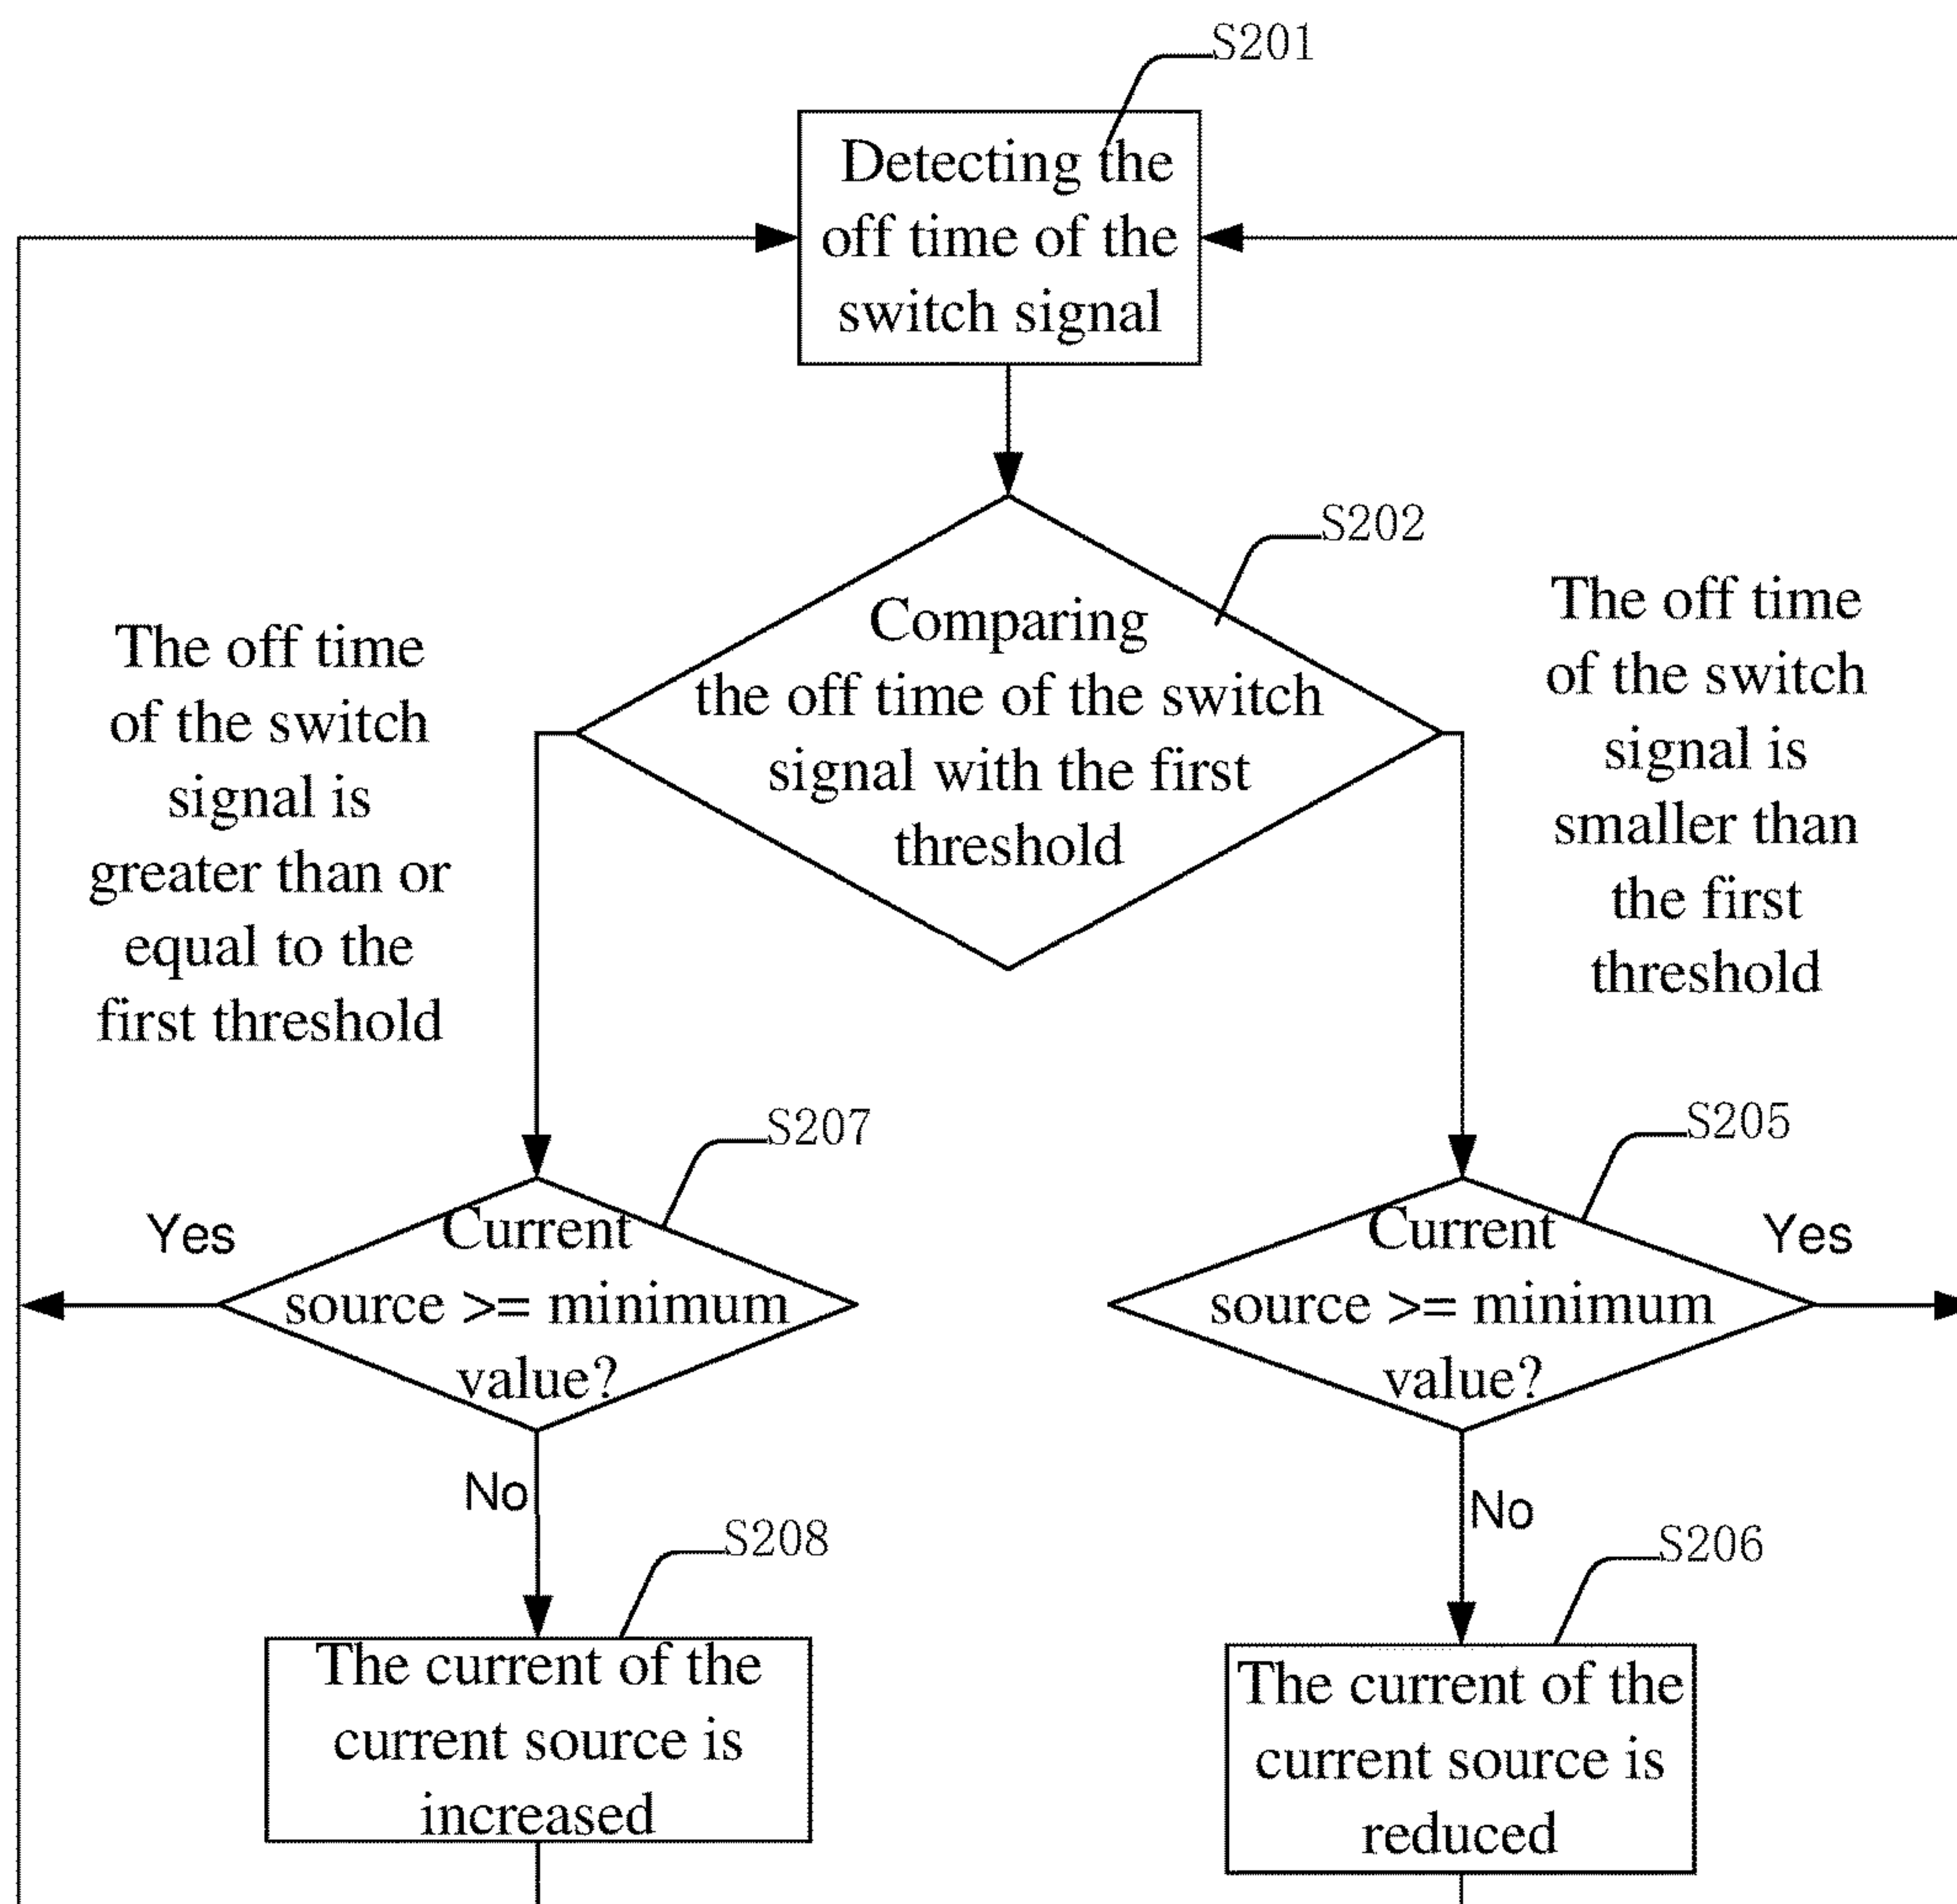 S201
Detecting the
off time of the
switch signal
S202
Comparing
the off time of the switch
signal with the first
threshold
The off time
of the switch
signal is
greater than or
equal to the
first threshold
The off time
of the switch
signal is
smaller than
the first
threshold
S207
Yes
Current
source >= minimum
value?
No
S205
Current
source >= minimum
value?
Yes
No
S208
The current of the
current source is
increased
S206
The current of the
current source is
reduced